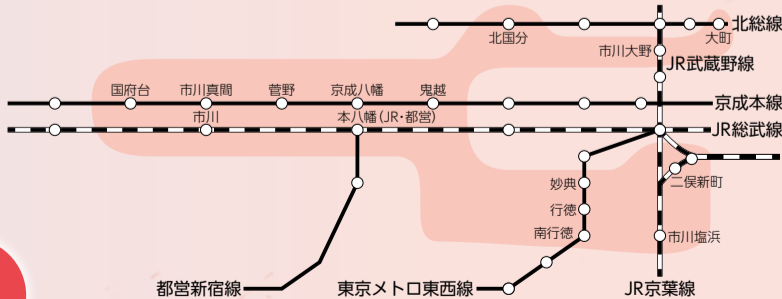 北総線
北国分
大町
市川大野
JR武蔵野線
国府台
市川真間
菅野
京成八幡
鬼越
京成本線
市川
本八幡(JR・都営)
JR総武線
妙典
二俣新町
行徳
南行徳
市川塩浜
都営新宿線
東京メトロ東西線
JR京葉線